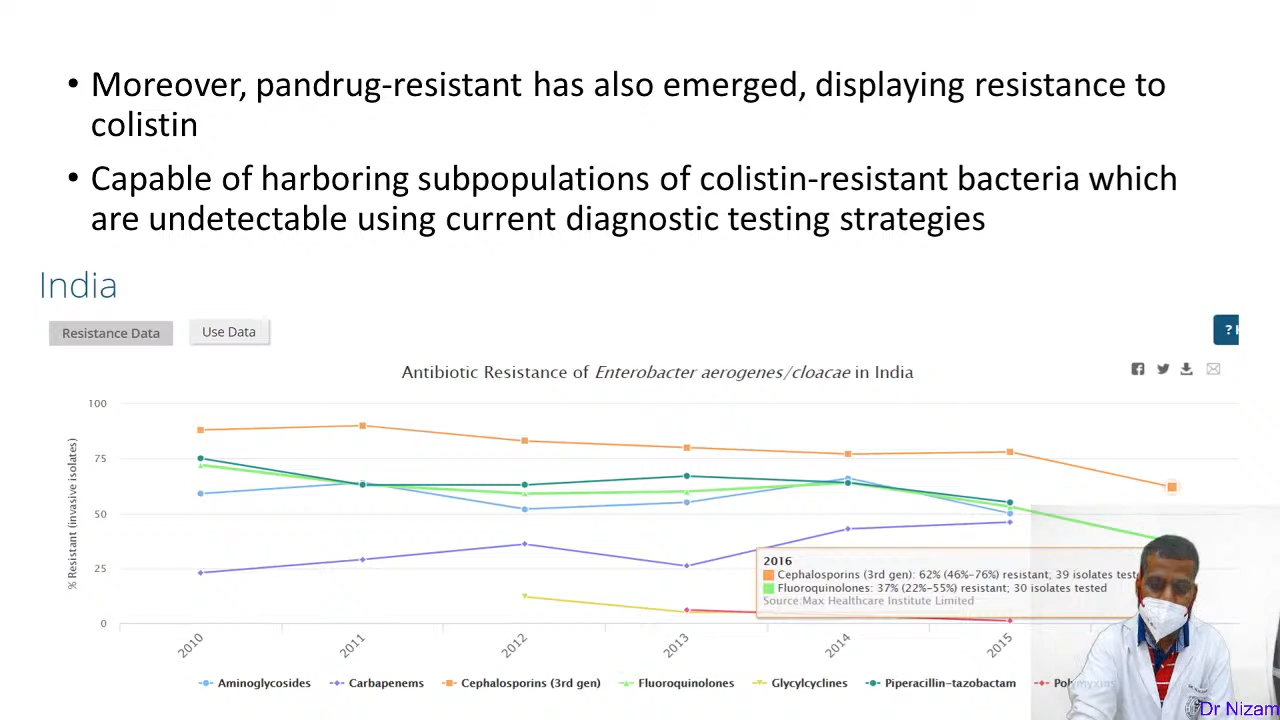 • Moreover, pandrug-resistant has also emerged, displaying resistance to
colistin
• Capable of harboring subpopulations of colistin-resistant bacteria which
are undetectable using current diagnostic testing strategies
India
Resistance Data
Use Data
?
Antibiotic Resistance of Enterobacter aerogenes/cloacae in India
% Resistant (invasive isolates)
100
75
50
25
0
2016
Cephalosporins (3rd gen): 62% (46%-76%) resistant; 39 isolates
Fluoroquinolones: 37% (22%-55%) resistant; 30 isolates tested
Source:Max Healthcare Institute Limited
2010 2011 2012 2013 2014 2015
Aminoglycosides Carbapenems Cephalosporins (3rd gen) Fluoroquinolones Glycylcyclines Piperacillin-tazobactam Polymyxins
Dr Nizam